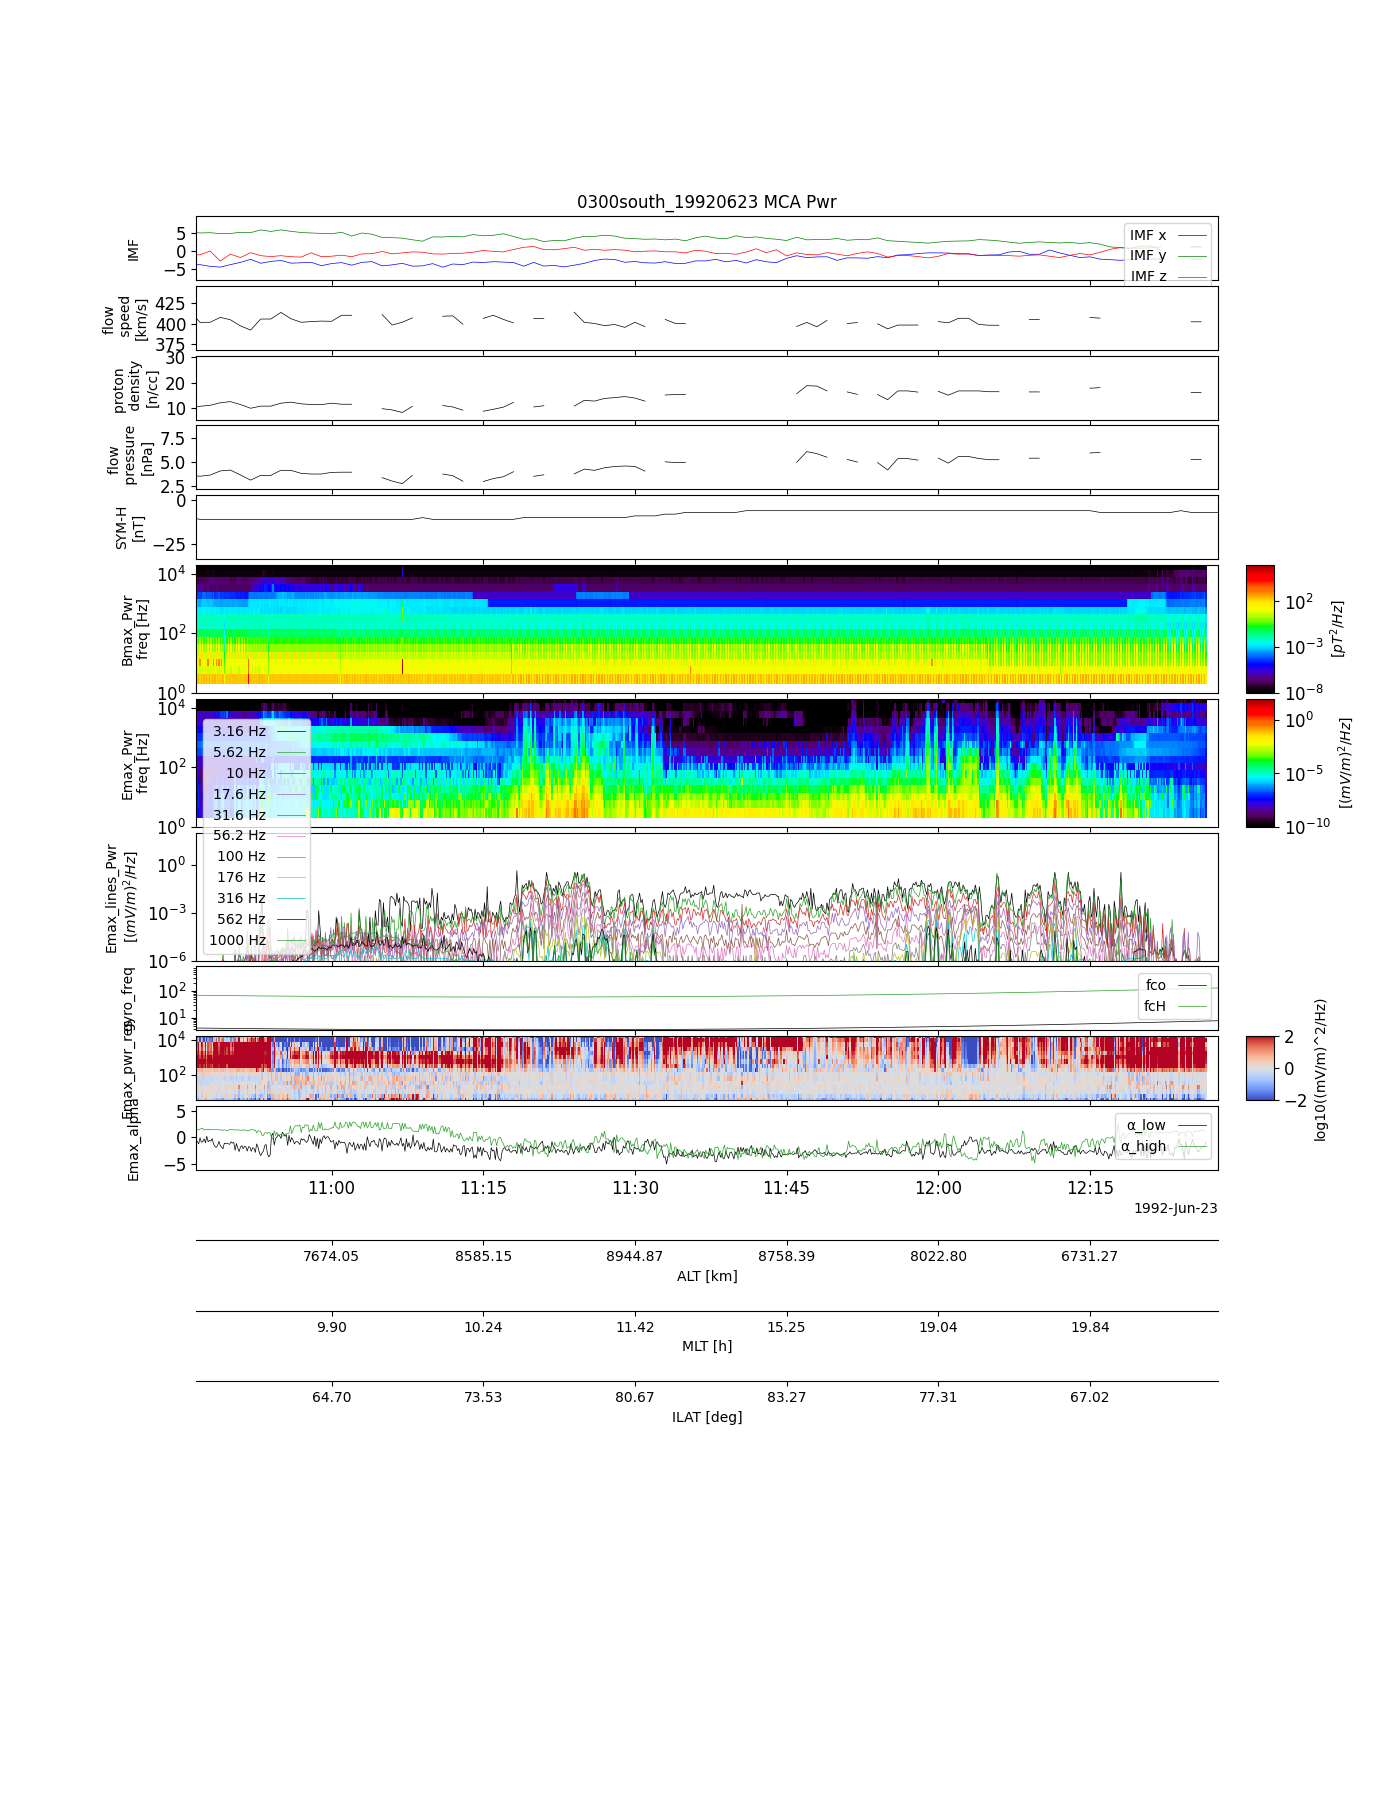 0300south_19920623 MCA Pwr
IMF
5
0
−5
IMF x
IMF y
IMF z
flow
speed
[km/s]
425
400
375
proton
density
[n/cc]
30
20
10
flow
pressure
[nPa]
7.5
5.0
2.5
SYM-H
[nT]
0
−25
Bmax_Pwr
freq [Hz]
10^4
10^2
10^0
10^2
10^−3
10^−8
[pT^2/Hz]
Emax_Pwr
freq [Hz]
10^4
10^2
10^0
10^0
10^−5
10^−10
[(mV/m)^2/Hz]
3.16 Hz
5.62 Hz
10 Hz
17.6 Hz
31.6 Hz
56.2 Hz
100 Hz
176 Hz
316 Hz
562 Hz
1000 Hz
Emax_lines_Pwr
[(mV/m)^2/Hz]
10^0
10^−3
10^−6
gyro_freq
10^2
10^1
fco
fcH
Emax_pwr_reg
10^4
10^2
2
0
−2
log10((mV/m)^2/Hz)
Emax_alpha
5
0
−5
α_low
α_high
11:00 11:15 11:30 11:45 12:00 12:15
1992-Jun-23
7674.05 8585.15 8944.87 8758.39 8022.80 6731.27
ALT [km]
9.90 10.24 11.42 15.25 19.04 19.84
MLT [h]
64.70 73.53 80.67 83.27 77.31 67.02
ILAT [deg]